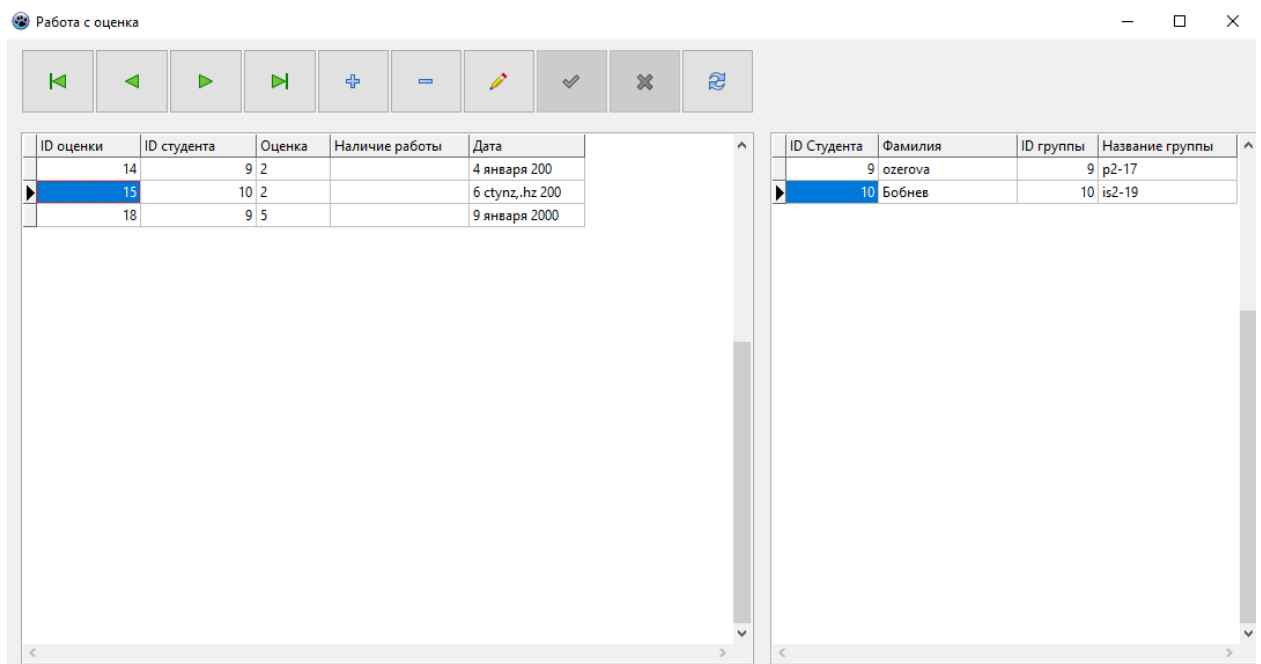 Работа с оценка
ID оценки ID студента Оценка Наличие работы Дата
14 9 2 4 января 200
15 10 2 6 ctynz,.hz 200
18 9 5 9 января 2000
ID Студента Фамилия ID группы Название группы
9 ozerova 9 p2-17
10 Бобнев 10 is2-19